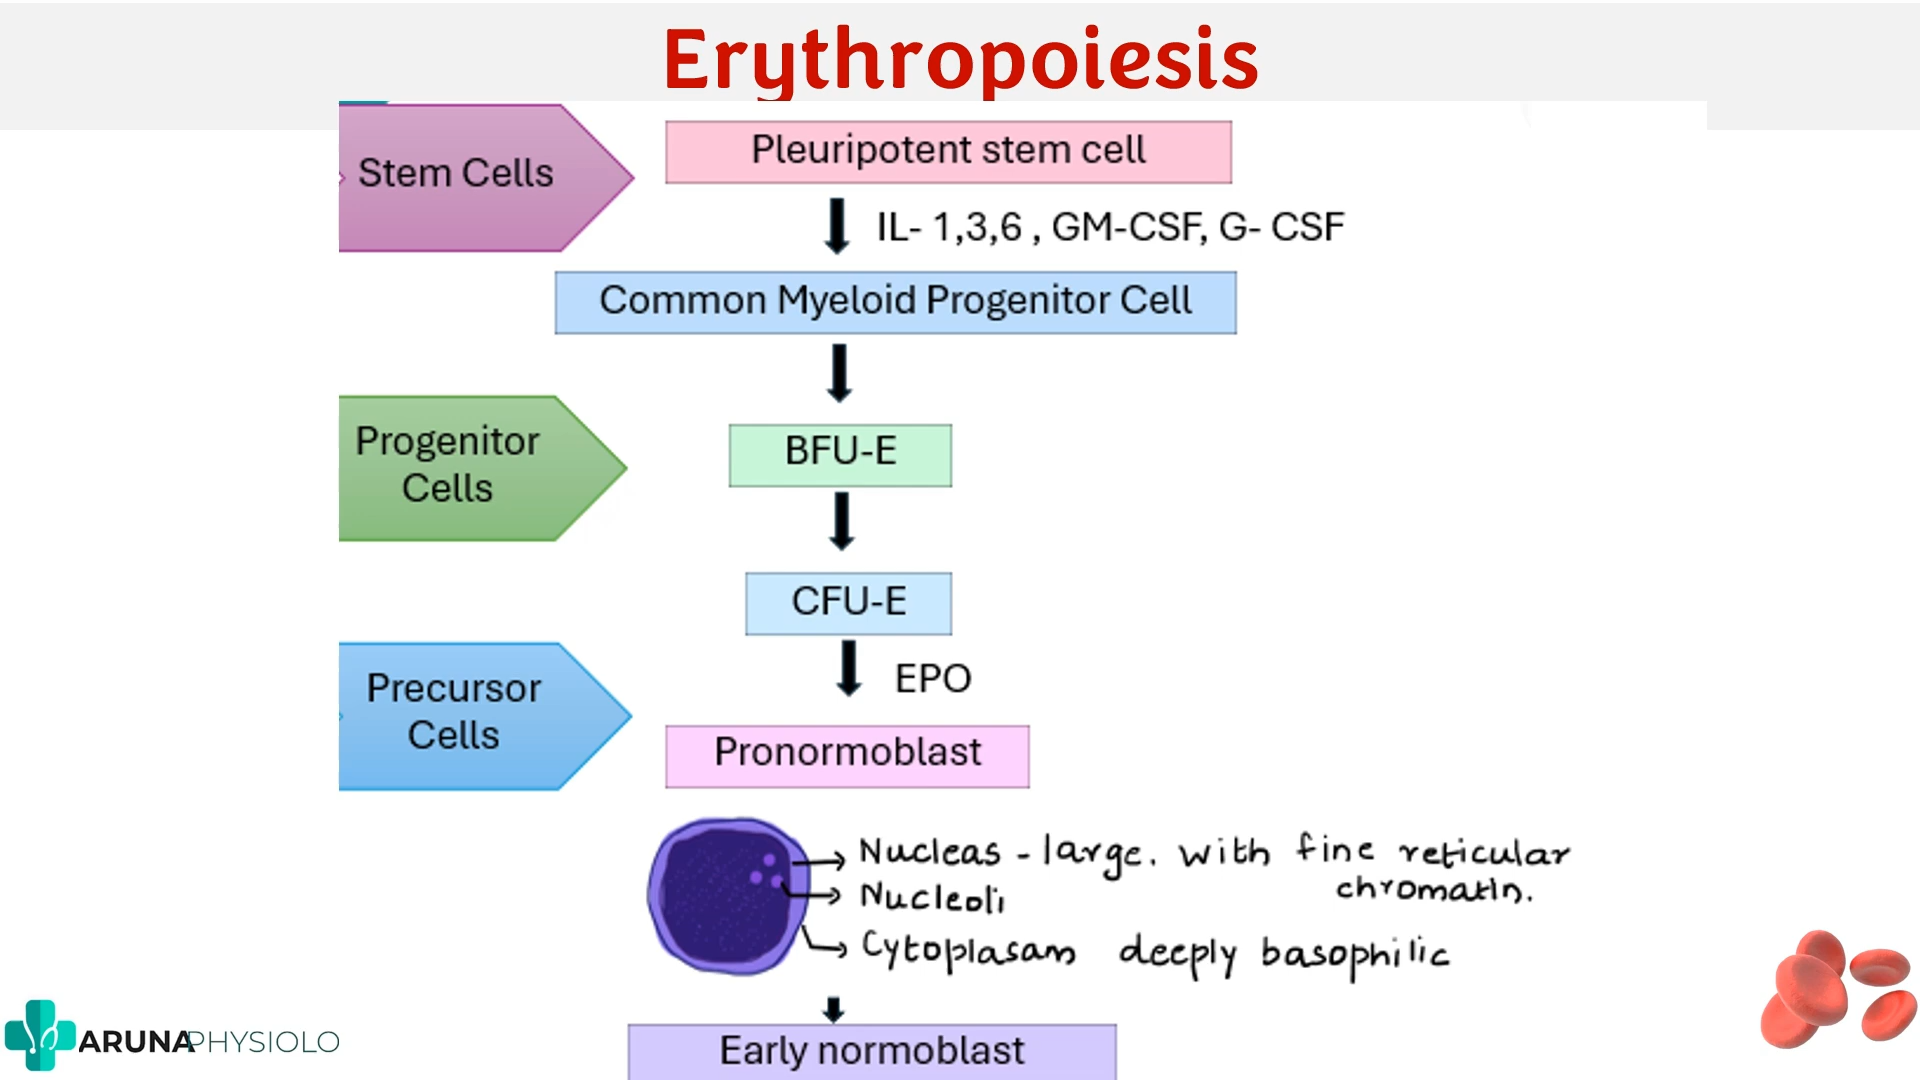 Erythropoiesis
Stem Cells
Pleuripotent stem cell
IL- 1,3,6 , GM-CSF, G- CSF
Common Myeloid Progenitor Cell
Progenitor
Cells
BFU-E
CFU-E
EPO
Precursor
Cells
Pronormoblast
Nucleas - large. with fine reticular
chromatin.
Nucleoli
Cytoplasam deeply basophilic
Early normoblast
ARUNAPHYSIOLO